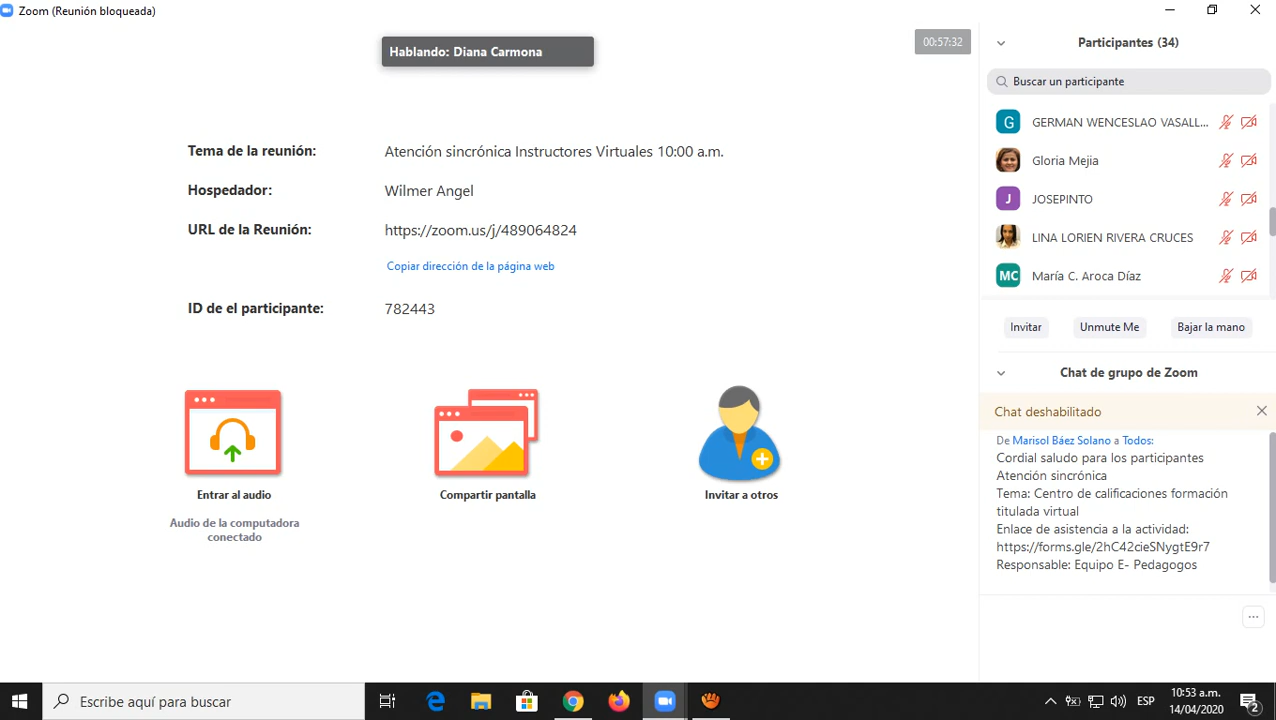 Zoom (Reunión bloqueada)
Hablando: Diana Carmona
00:57:32
Tema de la reunión: Atención sincrónica Instructores Virtuales 10:00 a.m.
Hospedador: Wilmer Angel
URL de la Reunión: https://zoom.us/j/489064824
Copiar dirección de la página web
ID de el participante: 782443
Entrar al audio
Audio de la computadora
conectado
Compartir pantalla
Invitar a otros
Participantes (34)
Buscar un participante
G GERMAN WENCESLAO VASALL...
Gloria Mejia
J JOSEPINTO
LINA LORIEN RIVERA CRUCES
MC María C. Aroca Díaz
Invitar
Unmute Me
Bajar la mano
Chat de grupo de Zoom
Chat deshabilitado
De Marisol Báez Solano a Todos:
Cordial saludo para los participantes
Atención sincrónica
Tema: Centro de calificaciones formación
titulada virtual
Enlace de asistencia a la actividad:
https://forms.gle/2hC42cieSNygtE9r7
Responsable: Equipo E- Pedagogos
Escribe aquí para buscar
ESP
10:53 a.m.
14/04/2020
2